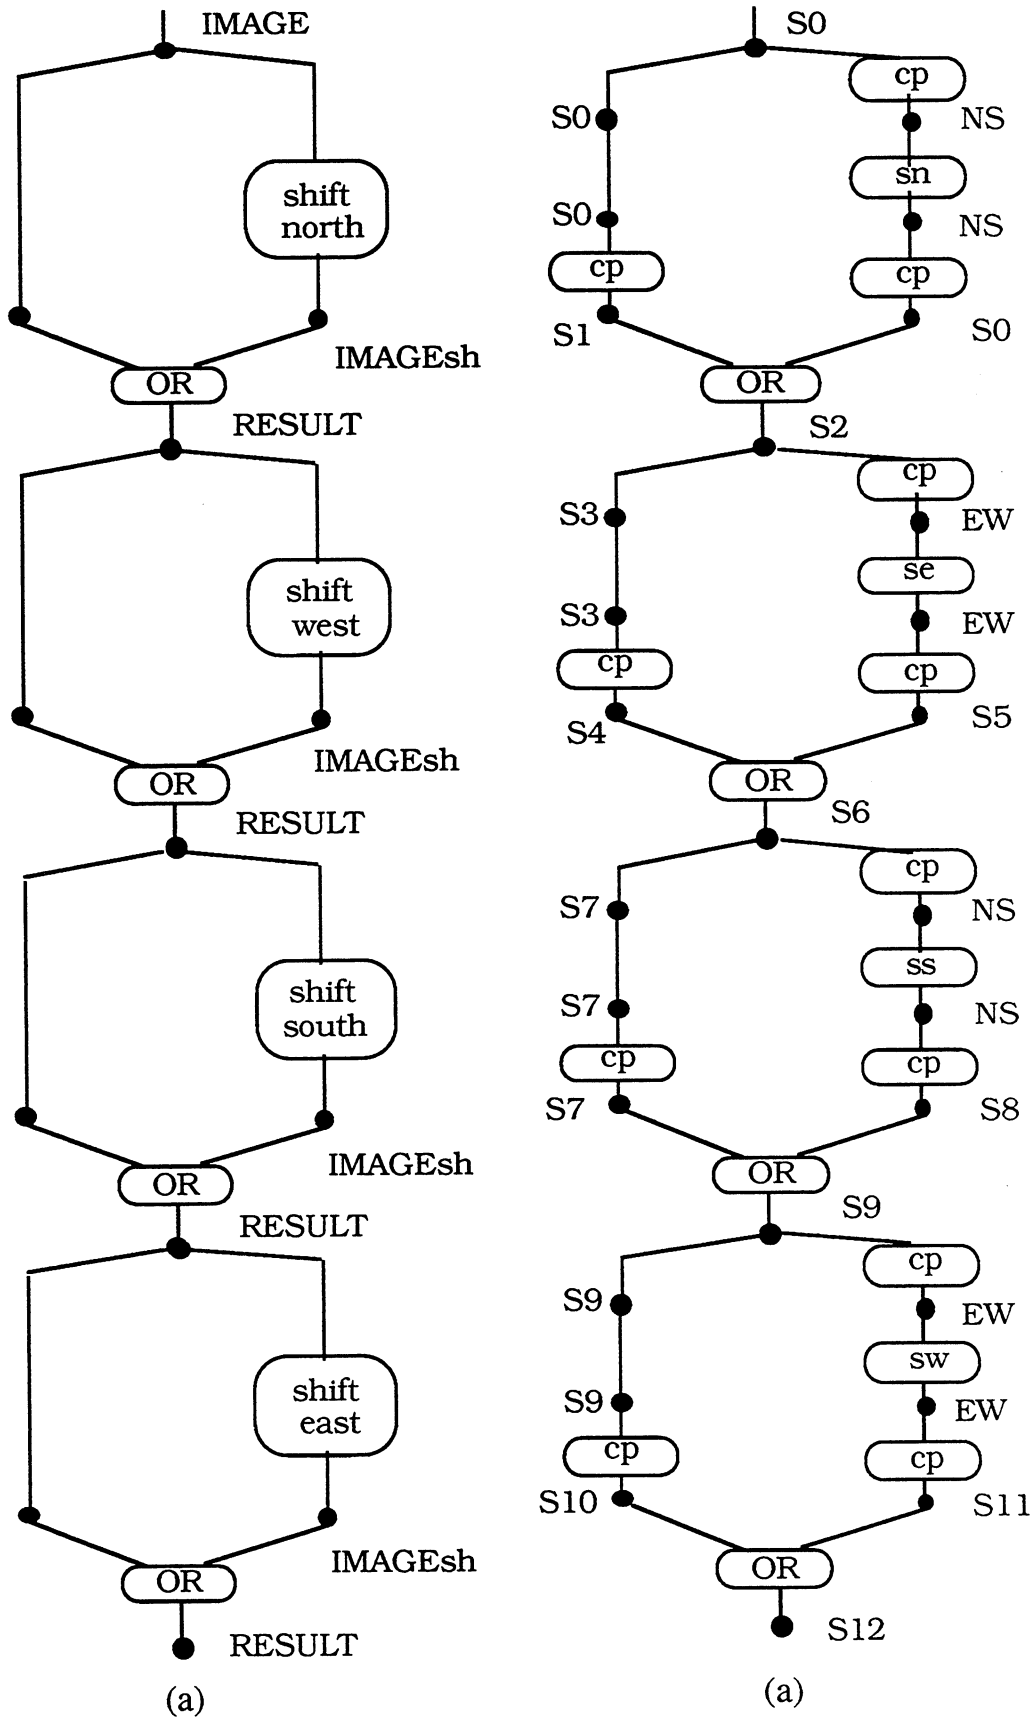 IMAGE
shift
north
IMAGEsh
OR
RESULT
shift
west
IMAGEsh
OR
RESULT
shift
south
IMAGEsh
OR
RESULT
shift
east
IMAGEsh
OR
RESULT
(a)
S0
cp
S0
NS
sn
S0
NS
cp
cp
S1
S0
OR
S2
cp
S3
EW
se
S3
EW
cp
cp
S4
S5
OR
S6
cp
S7
NS
ss
S7
NS
cp
cp
S7
S8
OR
S9
cp
S9
EW
sw
S9
EW
cp
cp
S10
S11
OR
S12
(a)